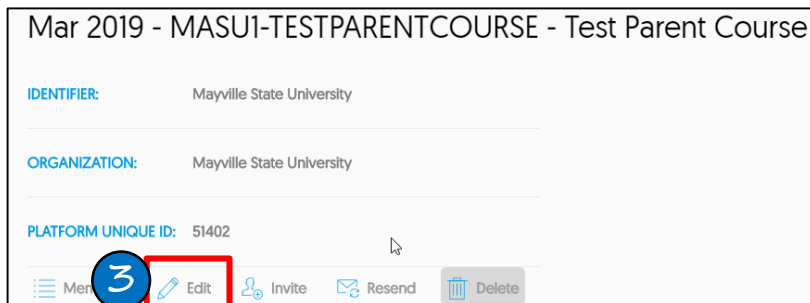 Mar 2019 - MASU1-TESTPARENTCOURSE - Test Parent Course
IDENTIFIER: Mayville State University
ORGANIZATION: Mayville State University
PLATFORM UNIQUE ID: 51402
3 Edit Invite Resend Delete